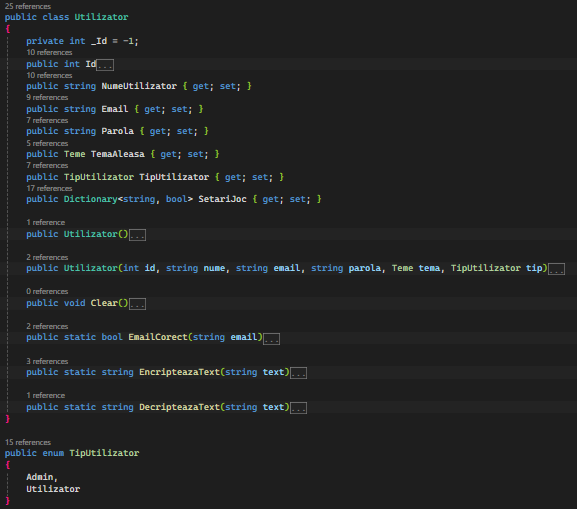 25 references
public class Utilizator
{
private int _Id = -1;
10 references
public int Id...
10 references
public string NumeUtilizator { get; set; }
9 references
public string Email { get; set; }
7 references
public string Parola { get; set; }
5 references
public Teme TemaAleasa { get; set; }
7 references
public TipUtilizator TipUtilizator { get; set; }
17 references
public Dictionary<string, bool> SetariJoc { get; set; }
1 reference
public Utilizator()...
2 references
public Utilizator(int id, string nume, string email, string parola, Teme tema, TipUtilizator tip)...
0 references
public void Clear()...
2 references
public static bool EmailCorect(string email)...
3 references
public static string EncripteazaText(string text)...
1 reference
public static string DecripteazaText(string text)...
}
15 references
public enum TipUtilizator
{
Admin,
Utilizator
}